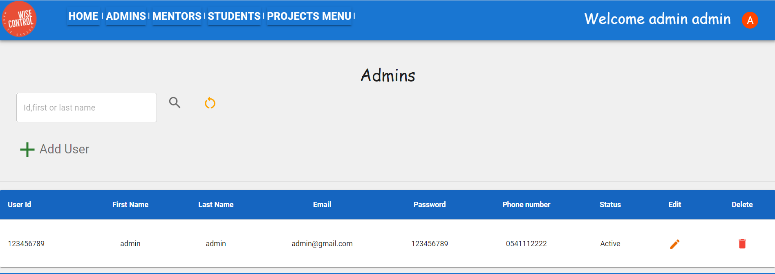 WISE
CONTROL
HOME ADMINS MENTORS STUDENTS PROJECTS MENU
Welcome admin admin A
Admins
Id,first or last name
Add User
User Id First Name Last Name Email Password Phone number Status Edit Delete
123456789 admin admin admin@gmail.com 123456789 0541112222 Active